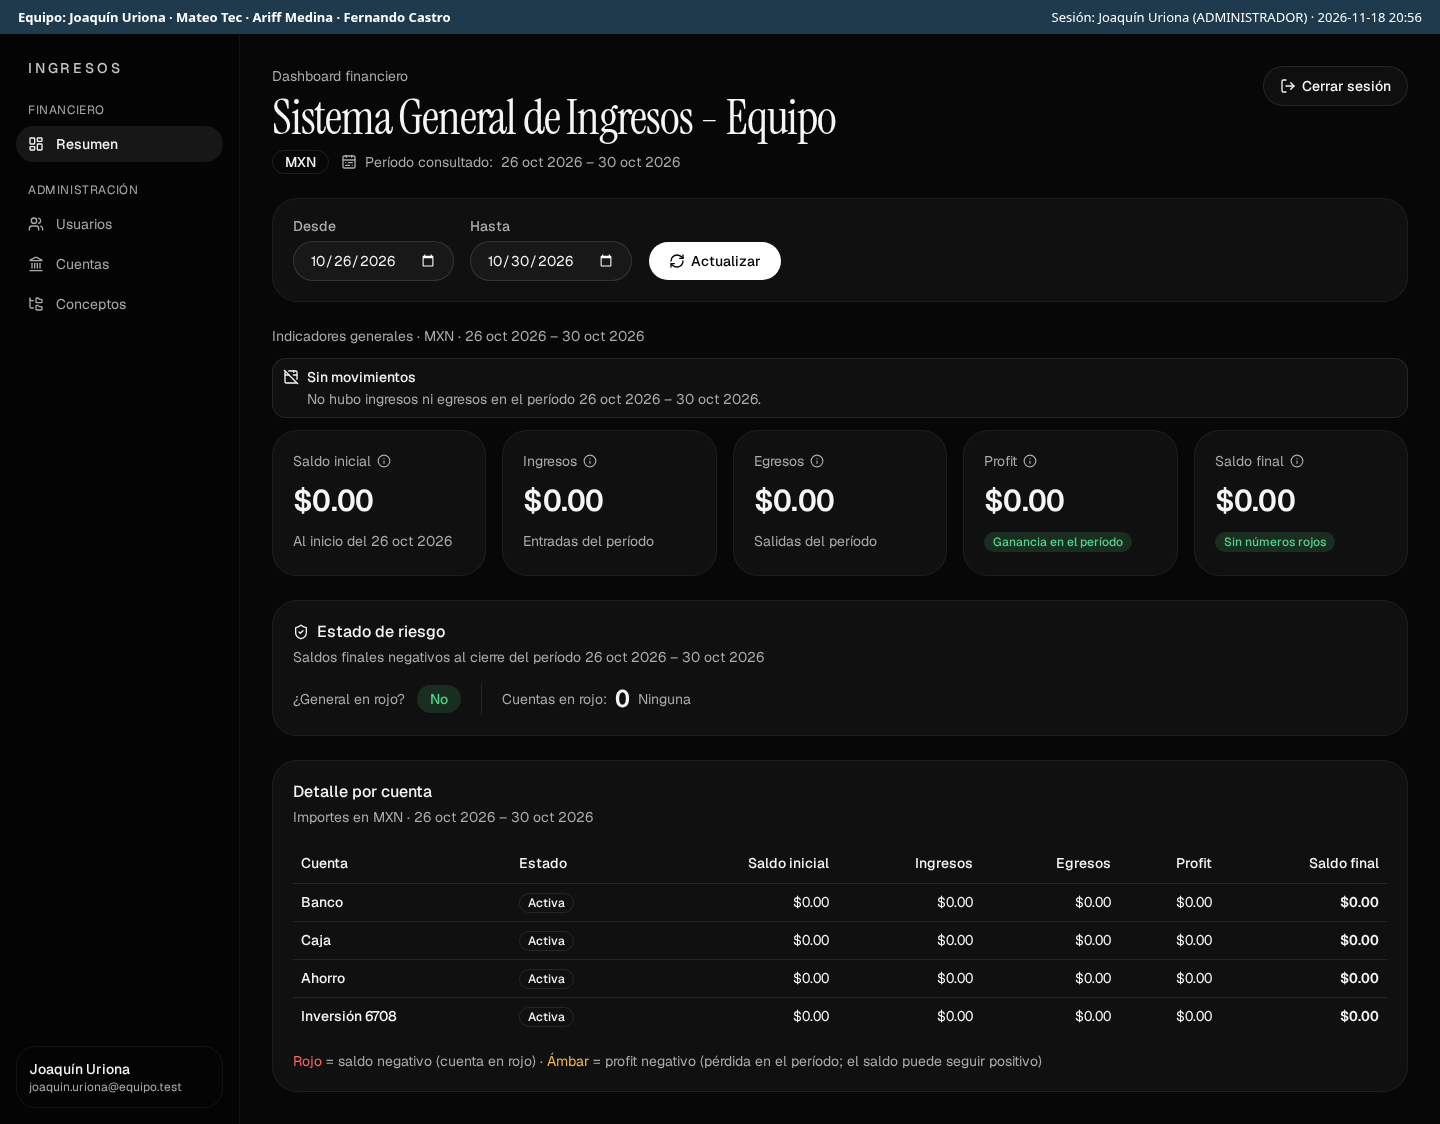 Equipo: Joaquín Uriona · Mateo Tec · Ariff Medina · Fernando Castro
Sesión: Joaquín Uriona (ADMINISTRADOR) · 2026-11-18 20:56
INGRESOS
FINANCIERO
Resumen
ADMINISTRACIÓN
Usuarios
Cuentas
Conceptos
Joaquín Uriona
joaquin.uriona@equipo.test
Dashboard financiero
Sistema General de Ingresos – Equipo
Cerrar sesión
MXN Período consultado: 26 oct 2026 – 30 oct 2026
Desde Hasta
10/26/2026 10/30/2026 Actualizar
Indicadores generales · MXN · 26 oct 2026 – 30 oct 2026
Sin movimientos
No hubo ingresos ni egresos en el período 26 oct 2026 – 30 oct 2026.
Saldo inicial
$0.00
Al inicio del 26 oct 2026
Ingresos
$0.00
Entradas del período
Egresos
$0.00
Salidas del período
Profit
$0.00
Ganancia en el período
Saldo final
$0.00
Sin números rojos
Estado de riesgo
Saldos finales negativos al cierre del período 26 oct 2026 – 30 oct 2026
¿General en rojo? No Cuentas en rojo: 0 Ninguna
Detalle por cuenta
Importes en MXN · 26 oct 2026 – 30 oct 2026
Cuenta Estado Saldo inicial Ingresos Egresos Profit Saldo final
Banco Activa $0.00 $0.00 $0.00 $0.00 $0.00
Caja Activa $0.00 $0.00 $0.00 $0.00 $0.00
Ahorro Activa $0.00 $0.00 $0.00 $0.00 $0.00
Inversión 6708 Activa $0.00 $0.00 $0.00 $0.00 $0.00
Rojo = saldo negativo (cuenta en rojo) · Ámbar = profit negativo (pérdida en el período; el saldo puede seguir positivo)